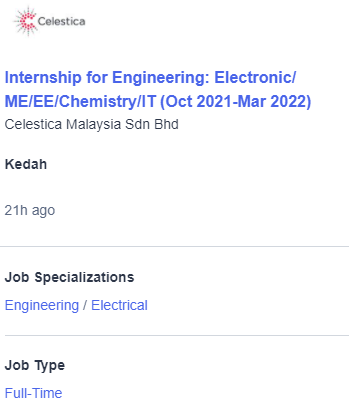 Celestica
Internship for Engineering: Electronic/
ME/EE/Chemistry/IT (Oct 2021-Mar 2022)
Celestica Malaysia Sdn Bhd
Kedah
21h ago
Job Specializations
Engineering / Electrical
Job Type
Full-Time